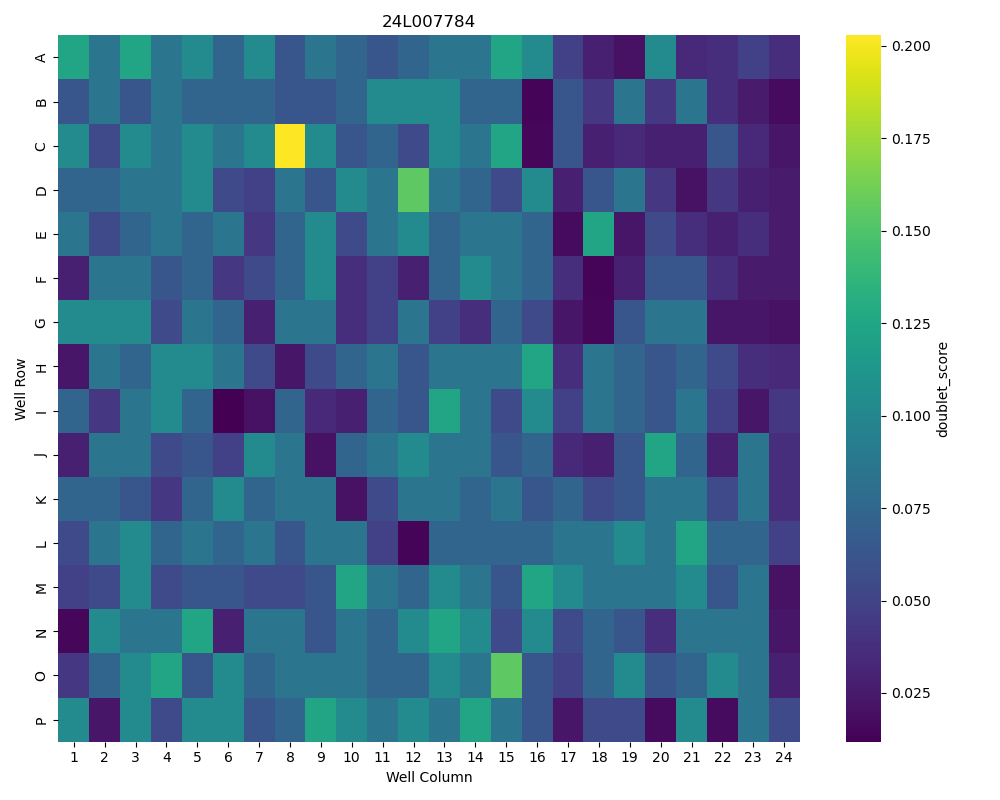 24L007784
A
B
C
D
E
F
G
H
I
J
K
L
M
N
O
P
Well Row
1 2 3 4 5 6 7 8 9 10 11 12 13 14 15 16 17 18 19 20 21 22 23 24
Well Column
0.200
0.175
0.150
0.125
0.100
0.075
0.050
0.025
doublet_score